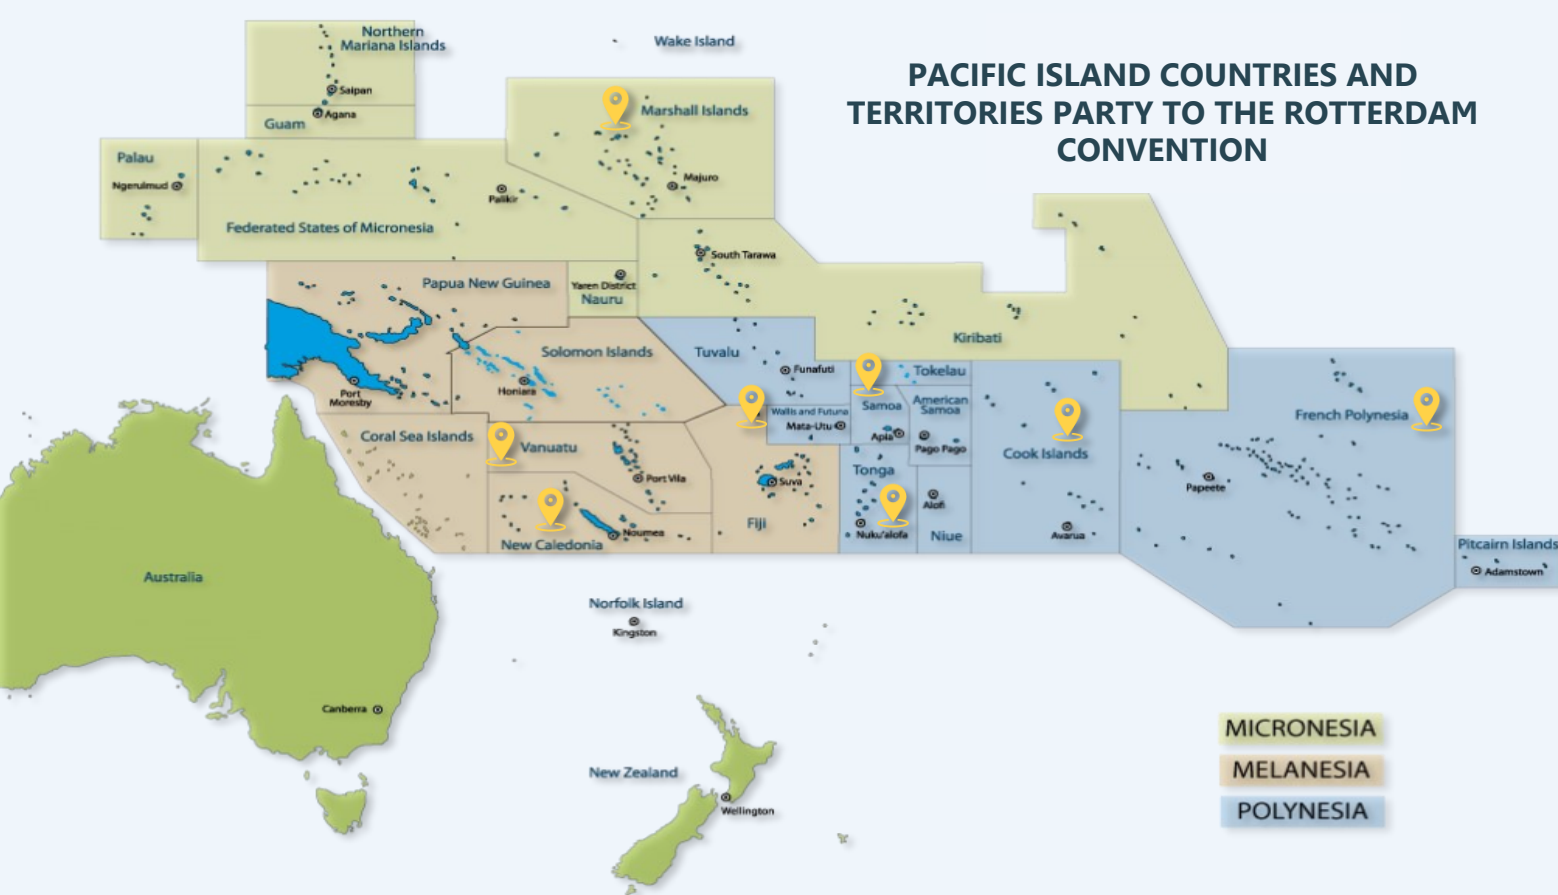 Northern
Mariana Islands
Wake Island
PACIFIC ISLAND COUNTRIES AND
TERRITORIES PARTY TO THE ROTTERDAM
CONVENTION
Saipan
Agana
Guam
Marshall Islands
Palau
Ngerulmud
Palikir
Majuro
Federated States of Micronesia
South Tarawa
Papua New Guinea
Yaren District
Nauru
Kiribati
Solomon Islands
Tuvalu
Funafuti
Tokelau
Honiara
Port
Moresby
Samoa
American
Samoa
Wallis and Futuna
Mata-Utu
Apia
Pago Pago
French Polynesia
Coral Sea Islands
Vanuatu
Cook Islands
Port Vila
Suva
Tonga
Papeete
Alofi
Fiji
Nuku'alofa
Niue
Avarua
Noumea
New Caledonia
Pitcairn Islands
Adamstown
Australia
Norfolk Island
Kingston
Canberra
New Zealand
Wellington
MICRONESIA
MELANESIA
POLYNESIA